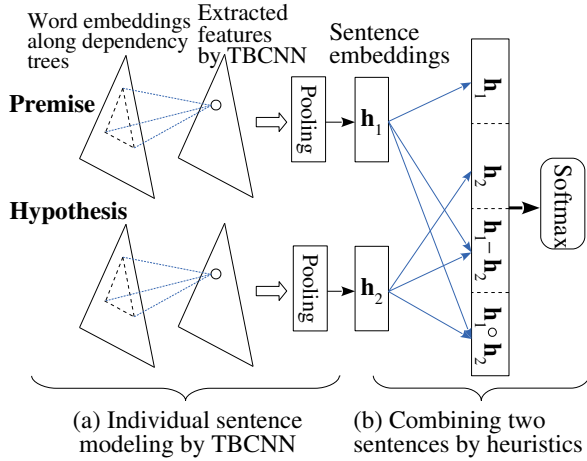 Word embeddings
along dependency
trees
Extracted
features
by TBCNN
Sentence
embeddings
Premise
Pooling
h₁
Hypothesis
Pooling
h₂
h₁
h₂
h₁− h₂
h₁○ h₂
Softmax
(a) Individual sentence
modeling by TBCNN
(b) Combining two
sentences by heuristics